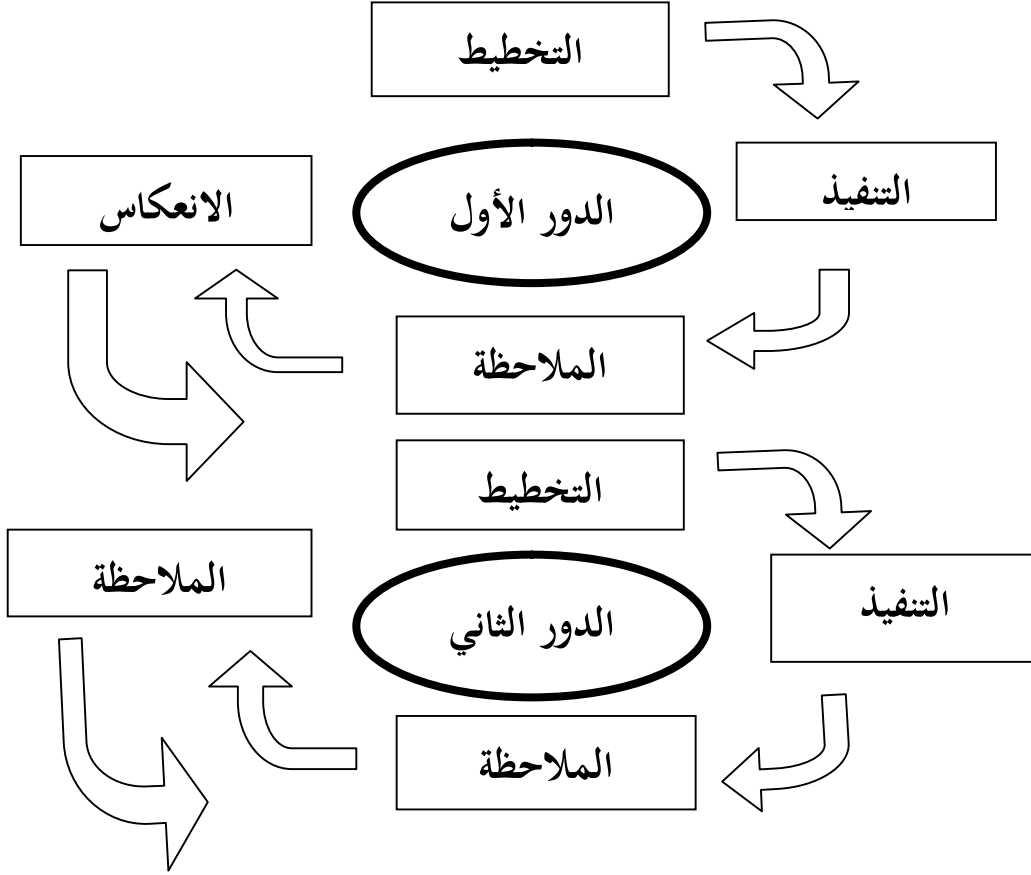 التخطيط
التنفيذ
الدور الأول
الانعكاس
الملاحظة
التخطيط
الملاحظة
التنفيذ
الدور الثاني
الملاحظة